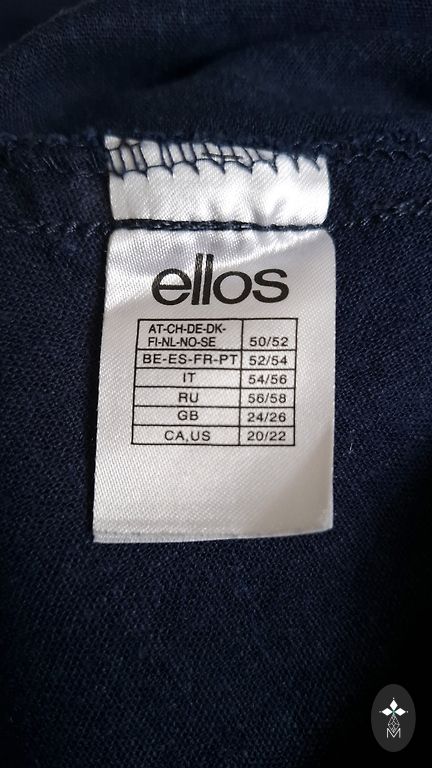 ellos
AT-CH-DE-DK-
FI-NL-NO-SE 50/52
BE-ES-FR-PT 52/54
IT 54/56
RU 56/58
GB 24/26
CA,US 20/22
M